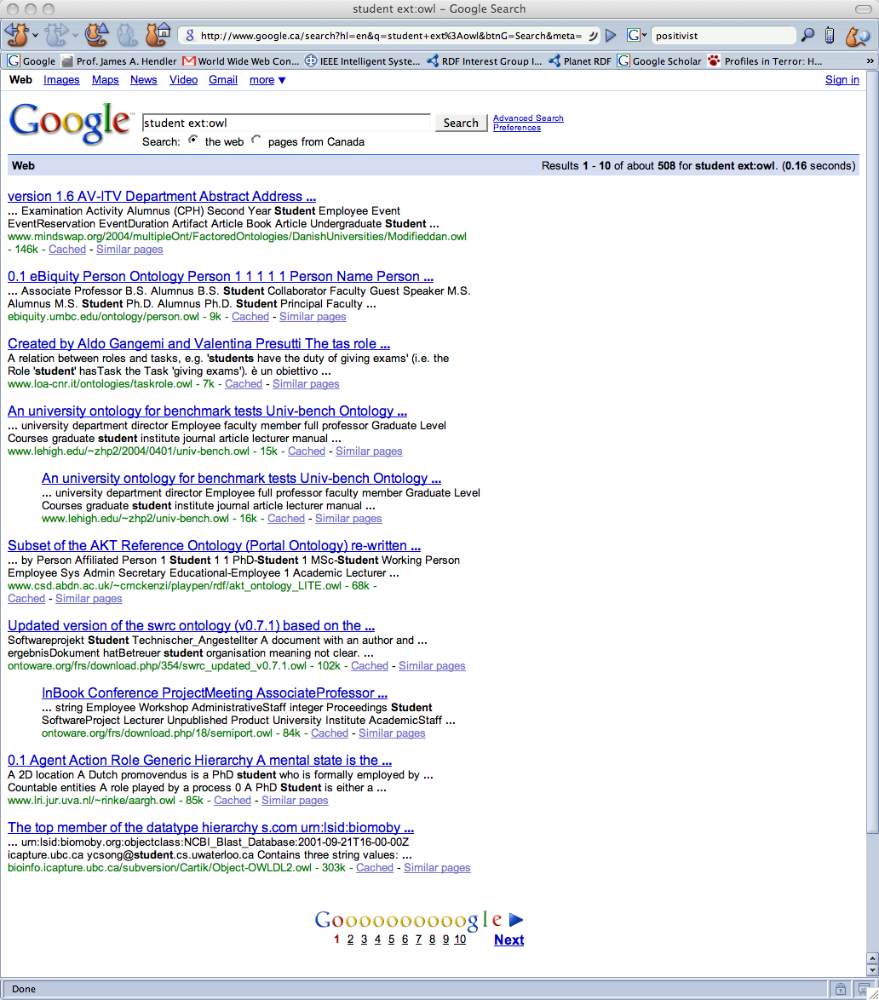 student ext:owl – Google Search
http://www.google.ca/search?hl=en&q=student+ext%3Aowl&btnG=Search&meta=
positivist
Google Prof. James A. Hendler World Wide Web Con... IEEE Intelligent Syste... RDF Interest Group I... Planet RDF Google Scholar Profiles in Terror: H... »
Web Images Maps News Video Gmail more ▼ Sign in
Google™
student ext:owl
Search
Advanced Search
Preferences
Search: the web pages from Canada
Web Results 1 - 10 of about 508 for student ext:owl. (0.16 seconds)
version 1.6 AV-ITV Department Abstract Address ...
... Examination Activity Alumnus (CPH) Second Year Student Employee Event
EventReservation EventDuration Artifact Article Book Article Undergraduate Student ...
www.mindswap.org/2004/multipleOnt/FactoredOntologies/DanishUniversities/Modifieddan.owl
- 146k - Cached - Similar pages
0.1 eBiquity Person Ontology Person 1 1 1 1 1 Person Name Person ...
... Associate Professor B.S. Alumnus B.S. Student Collaborator Faculty Guest Speaker M.S.
Alumnus M.S. Student Ph.D. Alumnus Ph.D. Student Principal Faculty ...
ebiquity.umbc.edu/ontology/person.owl - 9k - Cached - Similar pages
Created by Aldo Gangemi and Valentina Presutti The tas role ...
A relation between roles and tasks, e.g. 'students have the duty of giving exams' (i.e. the
Role 'student' hasTask the Task 'giving exams'). è un obiettivo ...
www.loa-cnr.it/ontologies/taskrole.owl - 7k - Cached - Similar pages
An university ontology for benchmark tests Univ-bench Ontology ...
... university department director Employee faculty member full professor Graduate Level
Courses graduate student institute journal article lecturer manual ...
www.lehigh.edu/~zhp2/2004/0401/univ-bench.owl - 15k - Cached - Similar pages
An university ontology for benchmark tests Univ-bench Ontology ...
... university department director Employee full professor faculty member Graduate Level
Courses graduate student institute journal article lecturer manual ...
www.lehigh.edu/~zhp2/univ-bench.owl - 16k - Cached - Similar pages
Subset of the AKT Reference Ontology (Portal Ontology) re-written ...
... by Person Affiliated Person 1 Student 1 1 PhD-Student 1 MSc-Student Working Person
Employee Sys Admin Secretary Educational-Employee 1 Academic Lecturer ...
www.csd.abdn.ac.uk/~cmckenzi/playpen/rdf/akt_ontology_LITE.owl - 68k -
Cached - Similar pages
Updated version of the swrc ontology (v0.7.1) based on the ...
Softwareprojekt Student Technischer_Angestellter A document with an author and ...
ergebnisDokument hatBetreuer student organisation meaning not clear. ...
ontoware.org/frs/download.php/354/swrc_updated_v0.7.1.owl - 102k - Cached - Similar pages
InBook Conference ProjectMeeting AssociateProfessor ...
... string Employee Workshop AdministrativeStaff integer Proceedings Student
SoftwareProject Lecturer Unpublished Product University Institute AcademicStaff ...
ontoware.org/frs/download.php/18/semiport.owl - 84k - Cached - Similar pages
0.1 Agent Action Role Generic Hierarchy A mental state is the ...
A 2D location A Dutch promovendus is a PhD student who is formally employed by ...
Countable entities A role played by a process 0 A PhD Student is either a ...
www.lri.jur.uva.nl/~rinke/aargh.owl - 85k - Cached - Similar pages
The top member of the datatype hierarchy s.com urn:lsid:biomoby ...
... urn:lsid:biomoby.org:objectclass:NCBI_Blast_Database:2001-09-21T16-00-00Z
icapture.ubc.ca ycsong@student.cs.uwaterloo.ca Contains three string values: ...
bioinfo.icapture.ubc.ca/subversion/Cartik/Object-OWLDL2.owl - 303k - Cached - Similar pages
Goooooooooogle
1 2 3 4 5 6 7 8 9 10 Next
Done